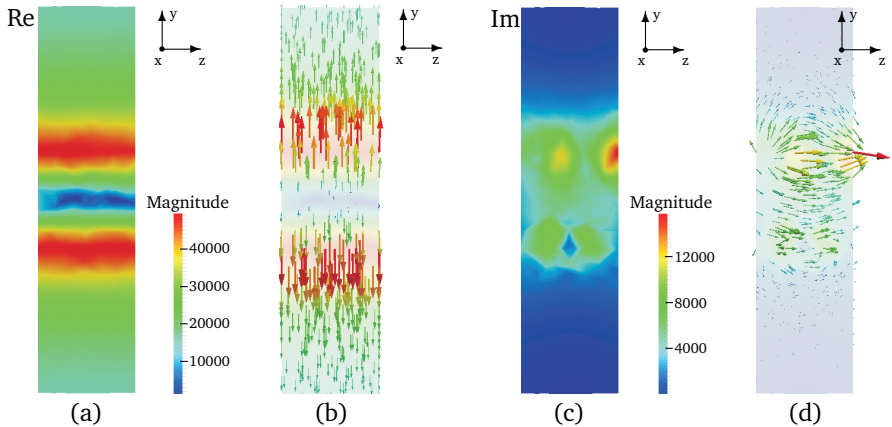 Re
y
x
z
y
x
z
Im
y
x
z
y
x
z
Magnitude
40000
30000
20000
10000
Magnitude
12000
8000
4000
(a)
(b)
(c)
(d)